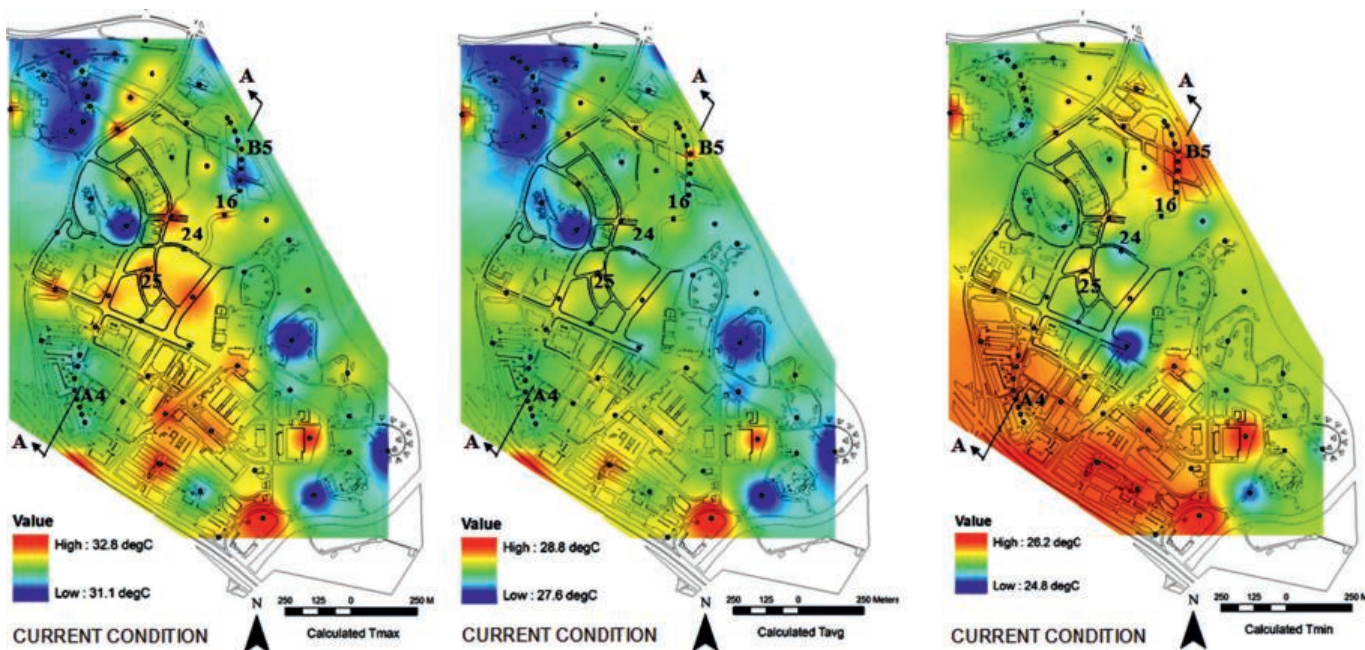 A
B5
16
24
25
A4
A
Value
High : 32.8 degC
Low : 31.1 degC
N
250 125 0 250 M
CURRENT CONDITION
Calculated Tmax
A
B5
16
24
25
A4
A
Value
High : 28.8 degC
Low : 27.6 degC
N
250 125 0 250 Meters
CURRENT CONDITION
Calculated Tavg
A
B5
16
24
25
A4
A
Value
High : 26.2 degC
Low : 24.8 degC
N
250 125 0 250 M
CURRENT CONDITION
Calculated Tmin